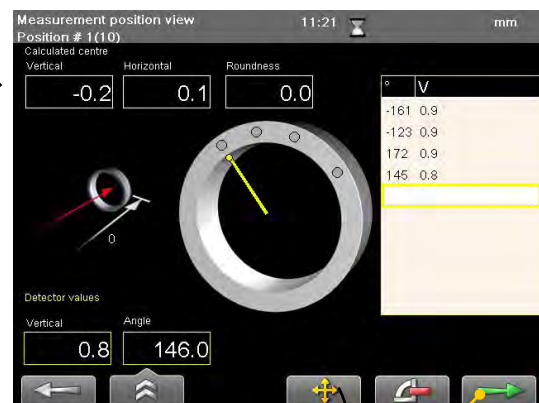 Measurement position view 11:21 mm
Position # 1(10)
Calculated centre
Vertical Horizontal Roundness
-0.2 0.1 0.0
° V
-161 0.9
-123 0.9
172 0.9
145 0.8
0
Detector values
Vertical Angle
0.8 146.0